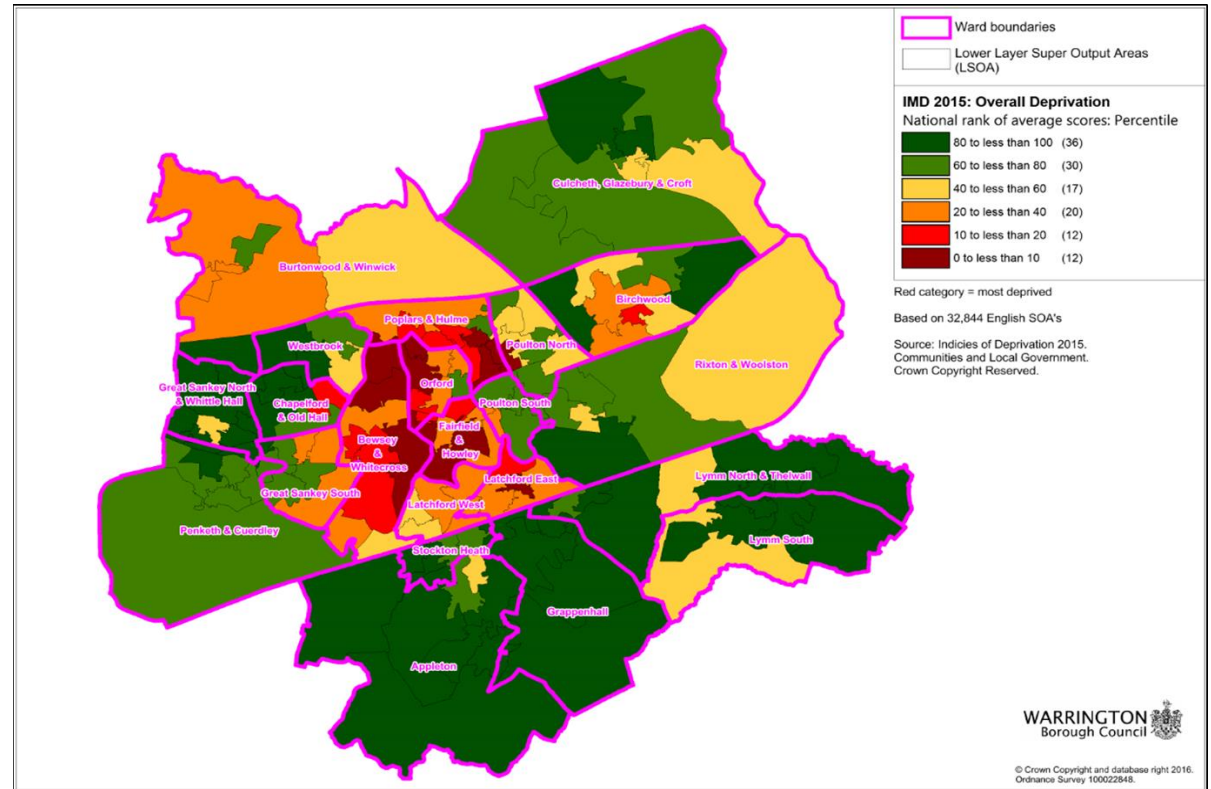 Ward boundaries
Lower Layer Super Output Areas
(LSOA)
IMD 2015: Overall Deprivation
National rank of average scores: Percentile
80 to less than 100 (36)
60 to less than 80 (30)
40 to less than 60 (17)
20 to less than 40 (20)
10 to less than 20 (12)
0 to less than 10 (12)
Red category = most deprived
Based on 32,844 English SOA's
Source: Indicies of Deprivation 2015.
Communities and Local Government.
Crown Copyright Reserved.
Culcheth, Glazebury & Croft
Burtonwood & Winwick
Birchwood
Poplars & Hulme
Westbrook
Poulton North
Rixton & Woolston
Great Sankey North
& Whittle Hall
Orford
Chapelford
& Old Hall
Poulton South
Fairfield
&
Howley
Bewsey
&
Whitecross
Latchford East
Lymm North & Thelwall
Great Sankey South
Latchford West
Penketh & Cuerdley
Lymm South
Stockton Heath
Grappenhall
Appleton
WARRINGTON
Borough Council
© Crown Copyright and database right 2016.
Ordnance Survey 100022848.